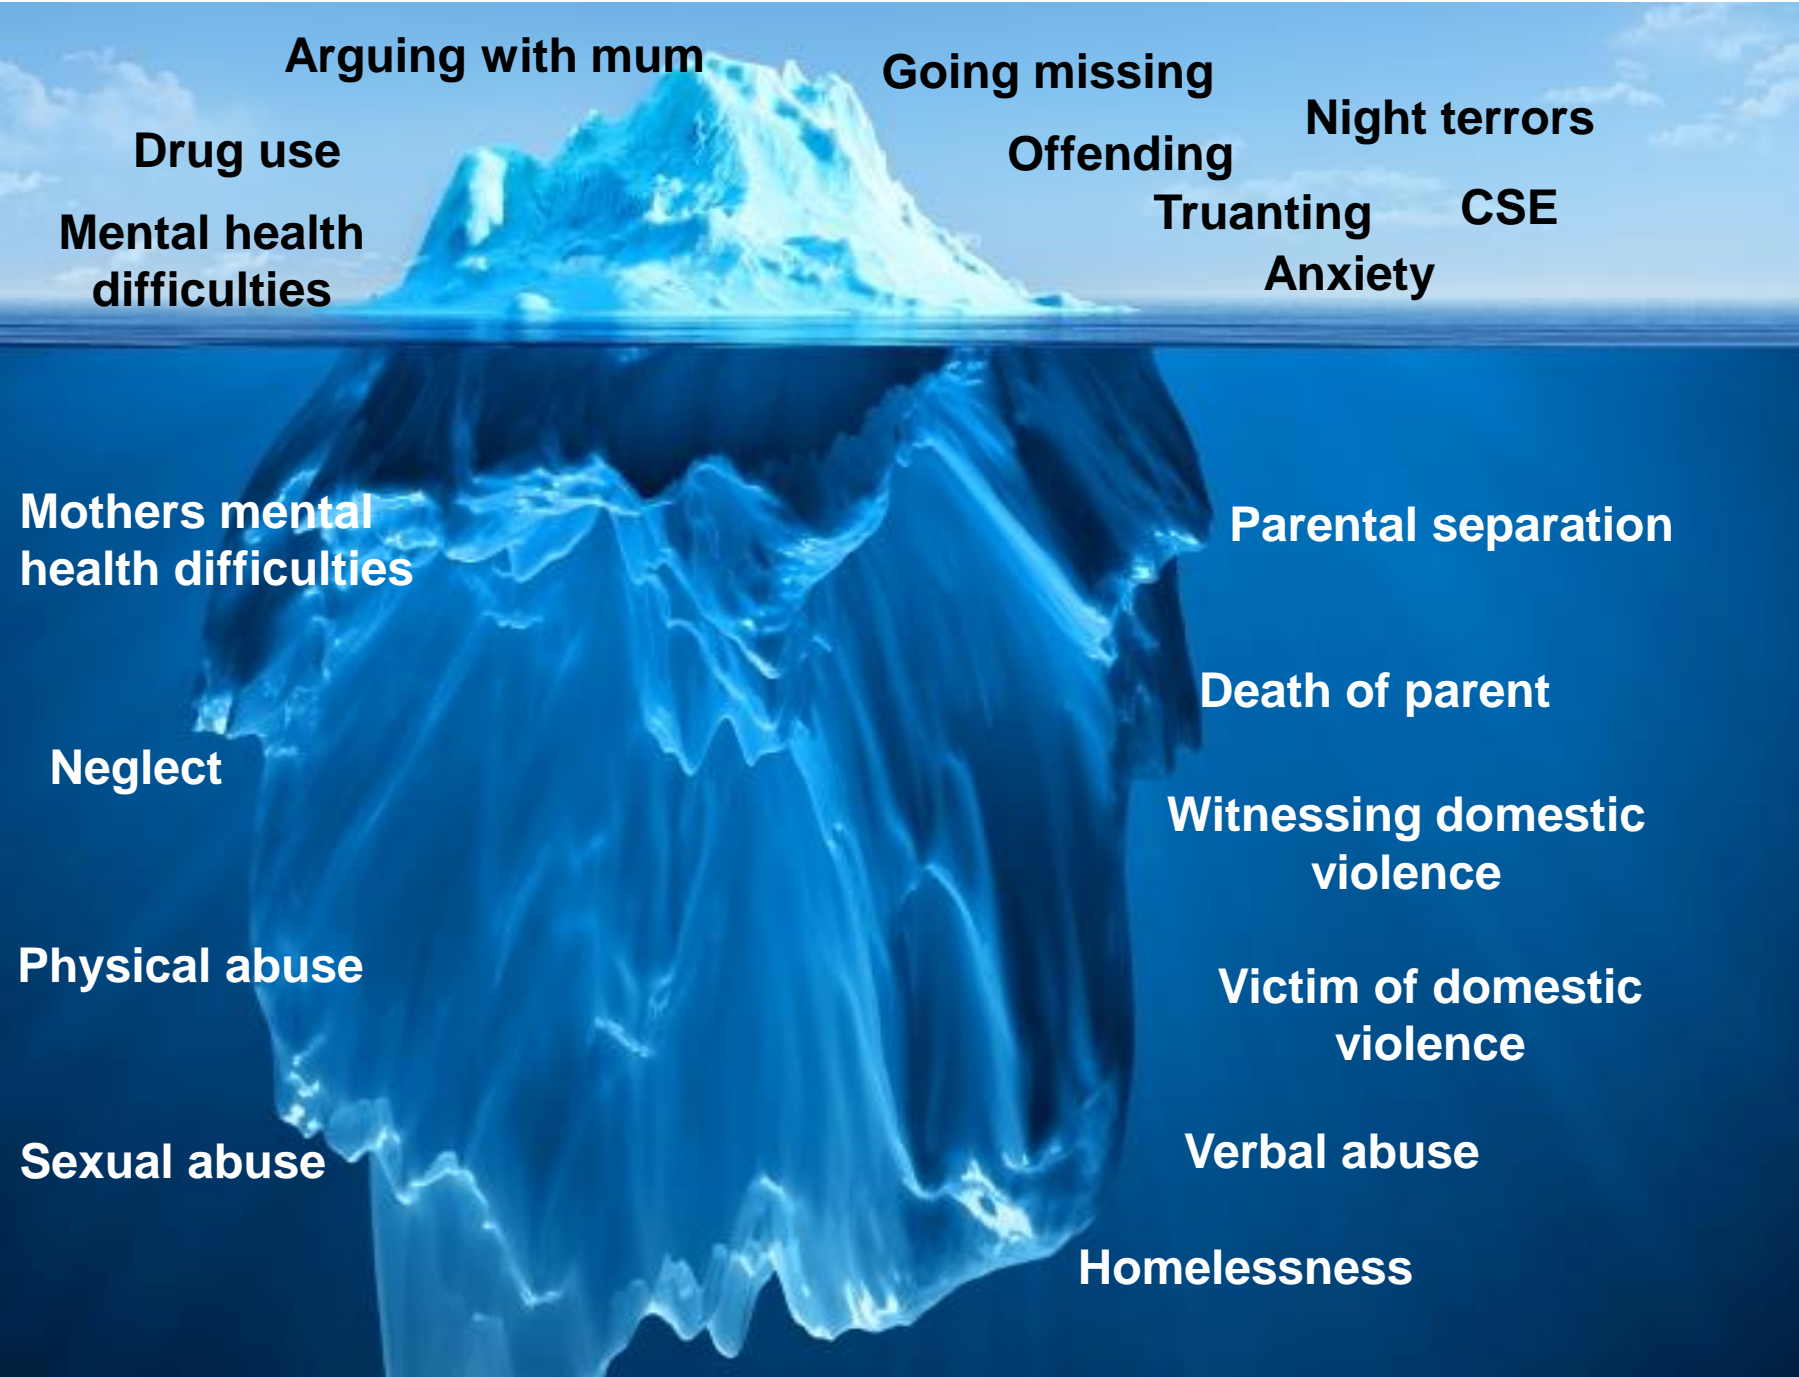 Arguing with mum
Going missing
Night terrors
Drug use
Offending
Truanting
CSE
Mental health
difficulties
Anxiety
Mothers mental
health difficulties
Parental separation
Death of parent
Neglect
Witnessing domestic
violence
Physical abuse
Victim of domestic
violence
Sexual abuse
Verbal abuse
Homelessness